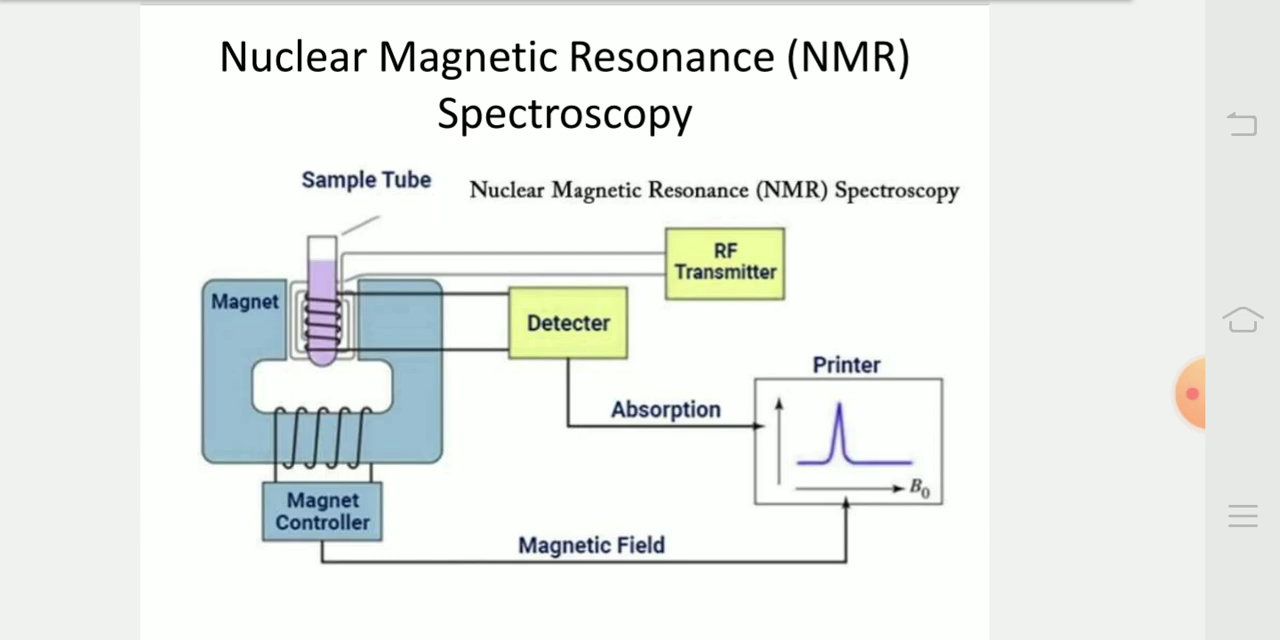 Nuclear Magnetic Resonance (NMR)
Spectroscopy
Sample Tube
Nuclear Magnetic Resonance (NMR) Spectroscopy
RF
Transmitter
Magnet
Detecter
Printer
Absorption
B0
Magnet
Controller
Magnetic Field